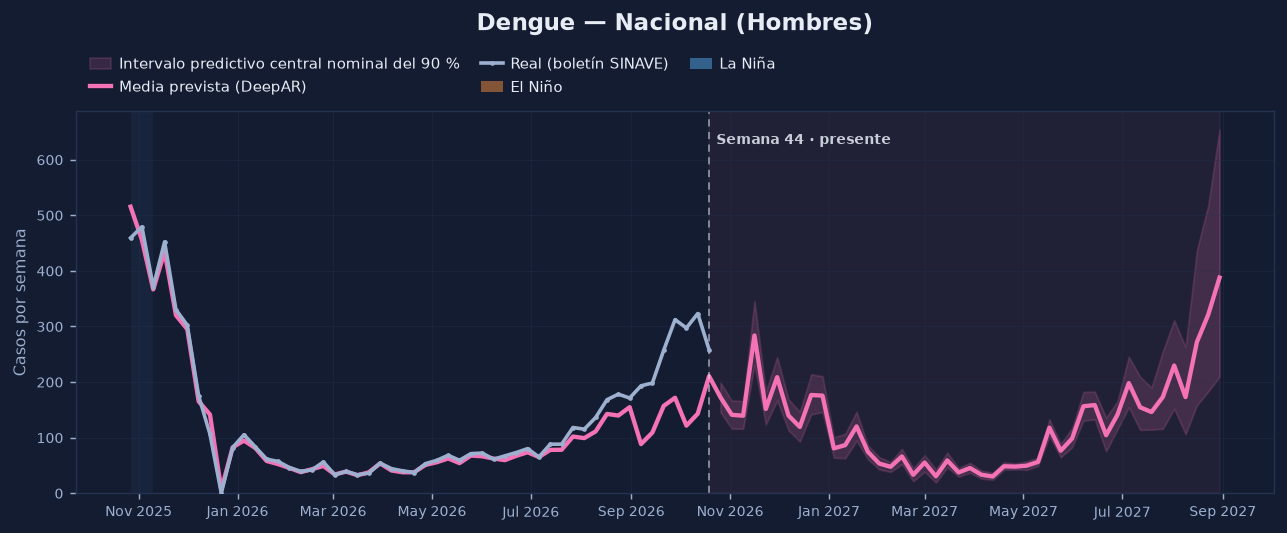 Dengue — Nacional (Hombres)
Intervalo predictivo central nominal del 90 %
Media prevista (DeepAR)
Real (boletín SINAVE)
El Niño
La Niña
Semana 44 · presente
Casos por semana
600
500
400
300
200
100
0
Nov 2025 Jan 2026 Mar 2026 May 2026 Jul 2026 Sep 2026 Nov 2026 Jan 2027 Mar 2027 May 2027 Jul 2027 Sep 2027